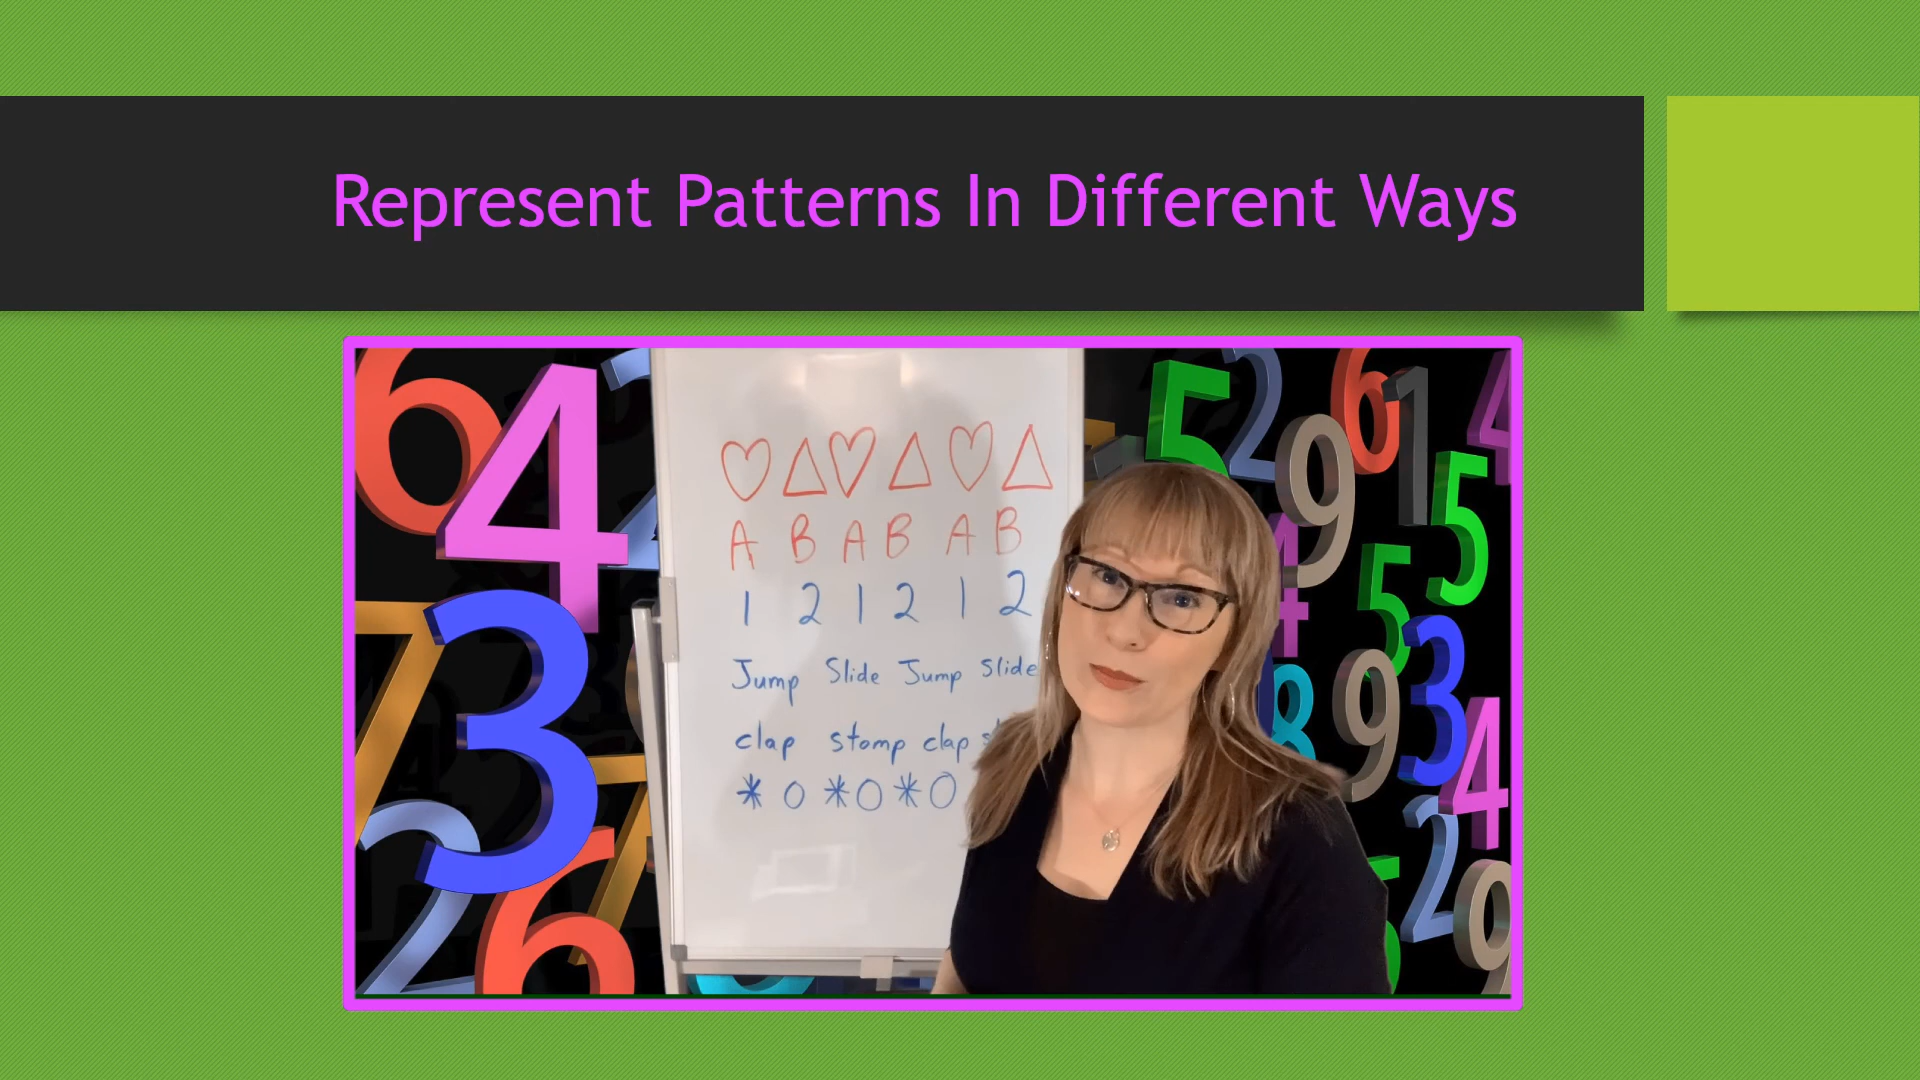 Represent Patterns In Different Ways
A B A B A B
1 2 1 2 1 2
Jump Slide Jump Slide
clap stomp clap